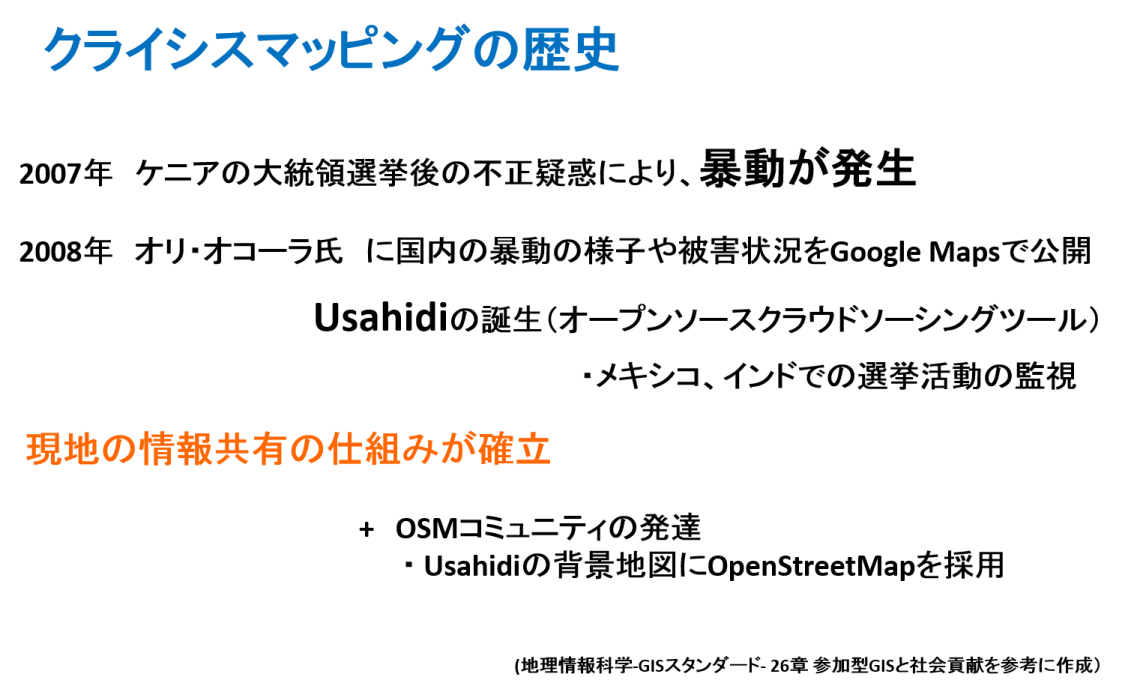 クライシスマッピングの歴史
2007年　ケニアの大統領選挙後の不正疑惑により、暴動が発生
2008年　オリ・オコーラ氏　に国内の暴動の様子や被害状況をGoogle Mapsで公開
Usahidiの誕生（オープンソースクラウドソーシングツール）
・メキシコ、インドでの選挙活動の監視
現地の情報共有の仕組みが確立
+　OSMコミュニティの発達
・ Usahidiの背景地図にOpenStreetMapを採用
(地理情報科学-GISスタンダード- 26章 参加型GISと社会貢献を参考に作成）